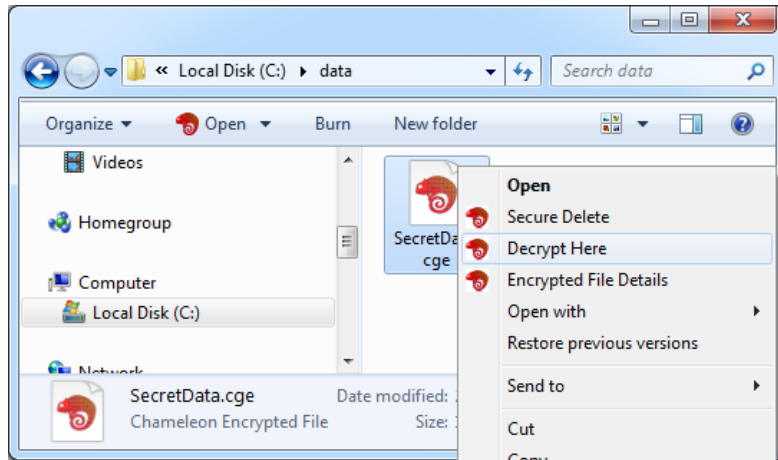 « Local Disk (C:) ▸ data
Search data
Organize
Open
Burn
New folder
Videos
Homegroup
Computer
Local Disk (C:)
Network
SecretDa
cge
Open
Secure Delete
Decrypt Here
Encrypted File Details
Open with
Restore previous versions
Send to
Cut
Copy
SecretData.cge
Date modified:
Chameleon Encrypted File
Size: